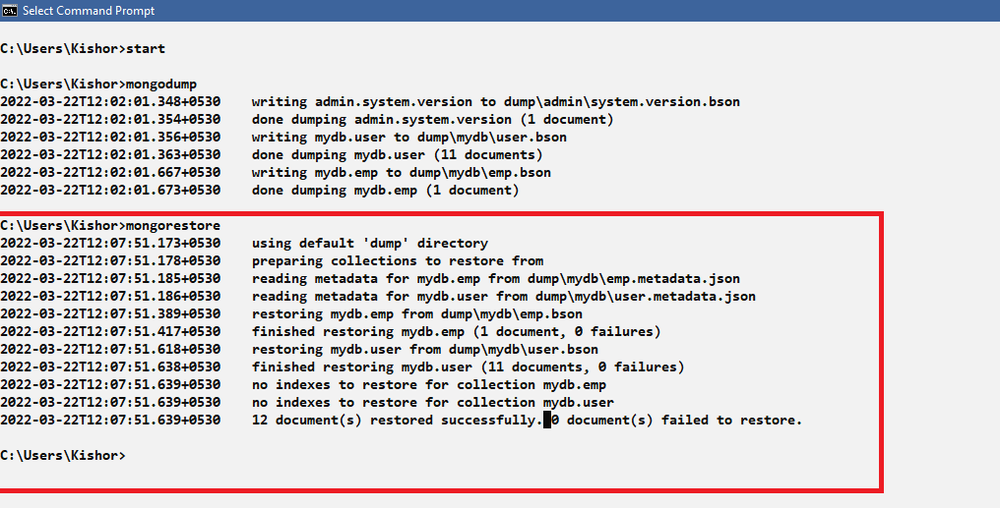 Select Command Prompt
C:\Users\Kishor>start
C:\Users\Kishor>mongodump
2022-03-22T12:02:01.348+0530    writing admin.system.version to dump\admin\system.version.bson
2022-03-22T12:02:01.354+0530    done dumping admin.system.version (1 document)
2022-03-22T12:02:01.356+0530    writing mydb.user to dump\mydb\user.bson
2022-03-22T12:02:01.363+0530    done dumping mydb.user (11 documents)
2022-03-22T12:02:01.667+0530    writing mydb.emp to dump\mydb\emp.bson
2022-03-22T12:02:01.673+0530    done dumping mydb.emp (1 document)
C:\Users\Kishor>mongorestore
2022-03-22T12:07:51.173+0530    using default 'dump' directory
2022-03-22T12:07:51.178+0530    preparing collections to restore from
2022-03-22T12:07:51.185+0530    reading metadata for mydb.emp from dump\mydb\emp.metadata.json
2022-03-22T12:07:51.186+0530    reading metadata for mydb.user from dump\mydb\user.metadata.json
2022-03-22T12:07:51.389+0530    restoring mydb.emp from dump\mydb\emp.bson
2022-03-22T12:07:51.417+0530    finished restoring mydb.emp (1 document, 0 failures)
2022-03-22T12:07:51.618+0530    restoring mydb.user from dump\mydb\user.bson
2022-03-22T12:07:51.638+0530    finished restoring mydb.user (11 documents, 0 failures)
2022-03-22T12:07:51.639+0530    no indexes to restore for collection mydb.emp
2022-03-22T12:07:51.639+0530    no indexes to restore for collection mydb.user
2022-03-22T12:07:51.639+0530    12 document(s) restored successfully. 0 document(s) failed to restore.
C:\Users\Kishor>